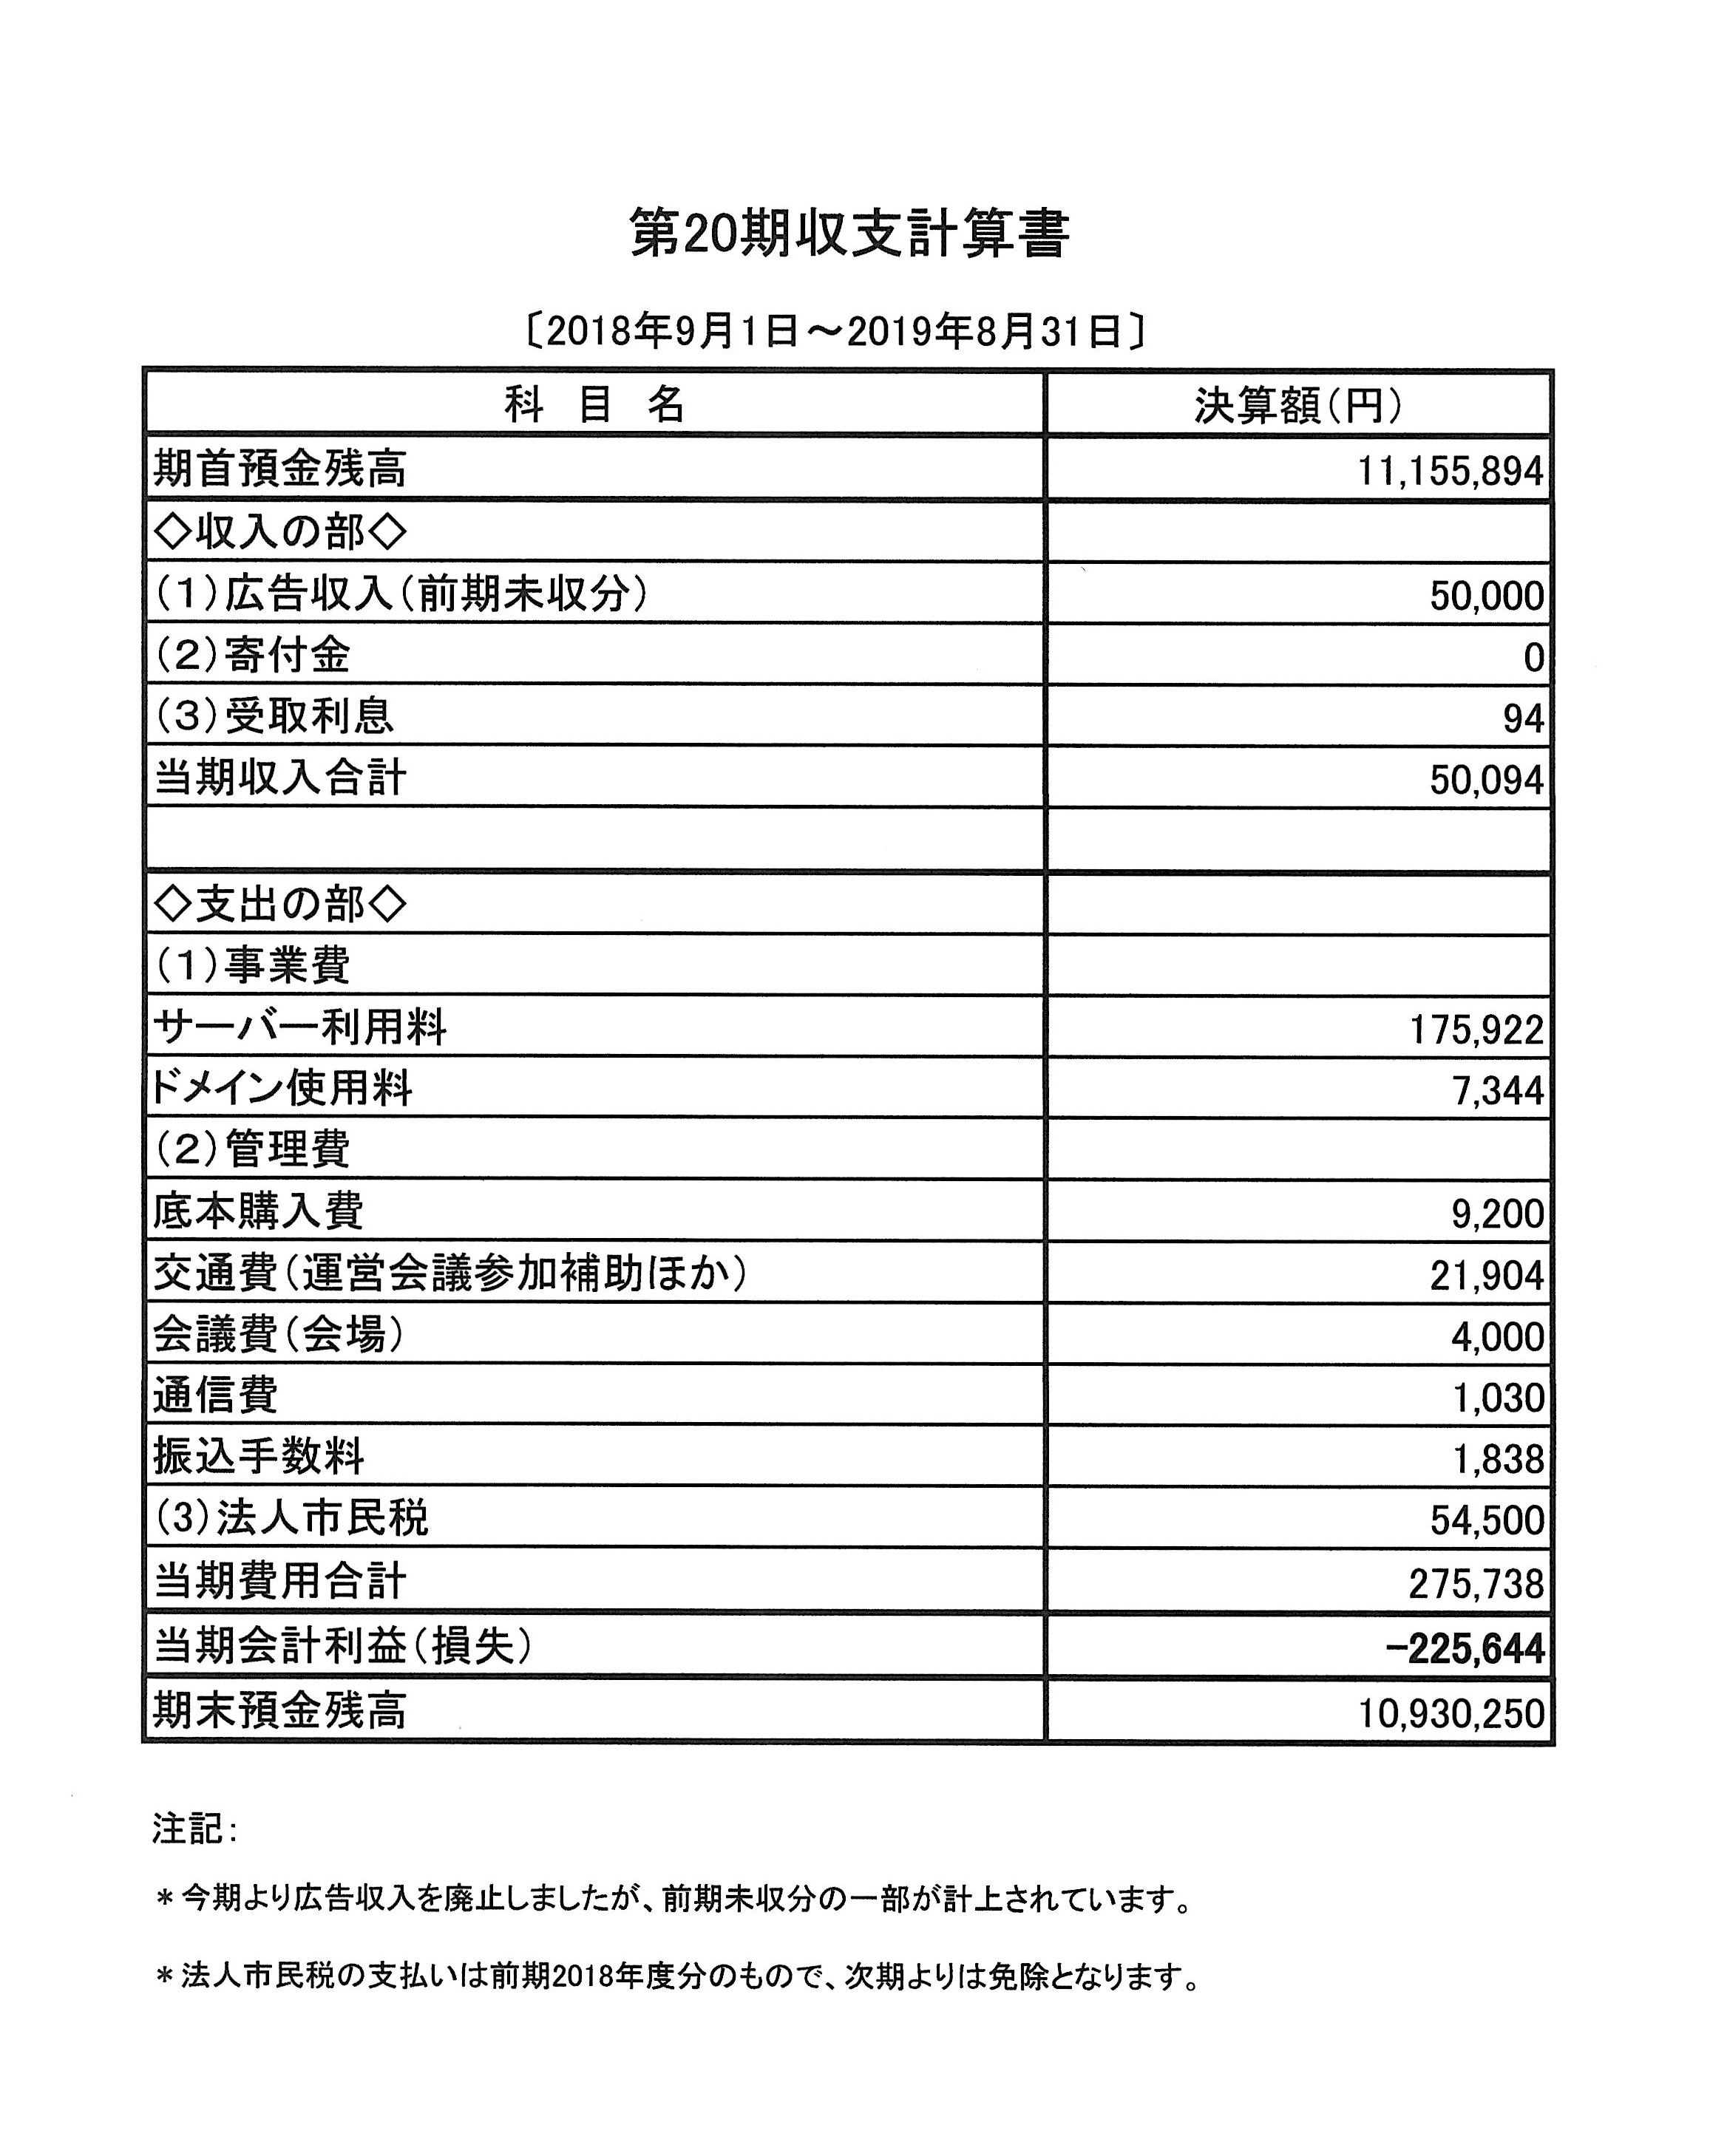 第20期収支計算書
〔2018年9月1日～2019年8月31日〕
科 目 名 決算額(円)
期首預金残高 11,155,894
◇収入の部◇
(1)広告収入(前期未収分) 50,000
(2)寄付金 0
(3)受取利息 94
当期収入合計 50,094
◇支出の部◇
(1)事業費
サーバー利用料 175,922
ドメイン使用料 7,344
(2)管理費
底本購入費 9,200
交通費(運営会議参加補助ほか) 21,904
会議費(会場) 4,000
通信費 1,030
振込手数料 1,838
(3)法人市民税 54,500
当期費用合計 275,738
当期会計利益(損失) -225,644
期末預金残高 10,930,250
注記:
＊今期より広告収入を廃止しましたが、前期未収分の一部が計上されています。
＊法人市民税の支払いは前期2018年度分のもので、次期よりは免除となります。